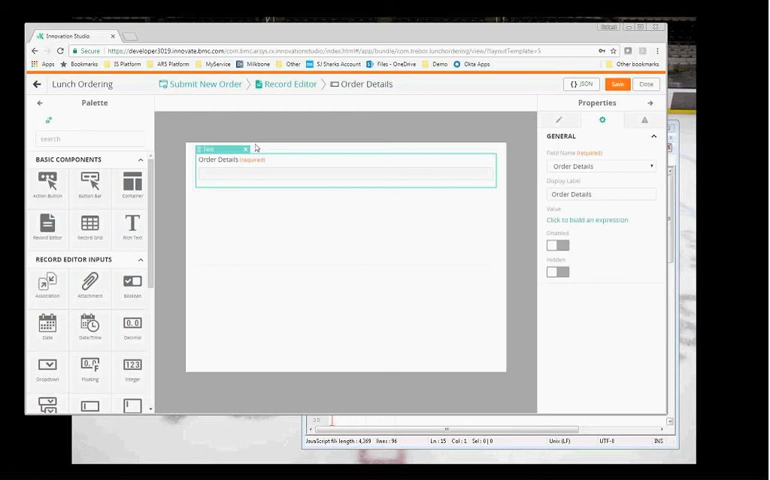 Innovation Studio
Secure https://developer3019.innovate.bmc.com/com.bmc.arsys.rx.innovationstudio/index.html#/app/bundle/com.trebor.lunchordering/view/?layoutTemplate=S
Apps Bookmarks IS Platform ARS Platform MyService Milkbone Other SJ Sharks Account Files - OneDrive Demo Okta Apps Other bookmarks
Lunch Ordering Submit New Order > Record Editor > Order Details {} JSON Save Close
Palette
Properties
search
BASIC COMPONENTS
Action Button Button Bar Container
Record Editor Record Grid Rich Text
RECORD EDITOR INPUTS
Association Attachment Boolean
0.0
Date Date/Time Decimal
123
Dropdown Floating Integer
Text
Order Details (required)
GENERAL
Field Name (required)
Order Details
Display Label
Order Details
Value
Click to build an expression
Disabled
Hidden
JavaScript file length : 4,269 lines : 96 Ln : 15 Col : 1 Sel : 0 | 0 Unix (LF) UTF-8 INS